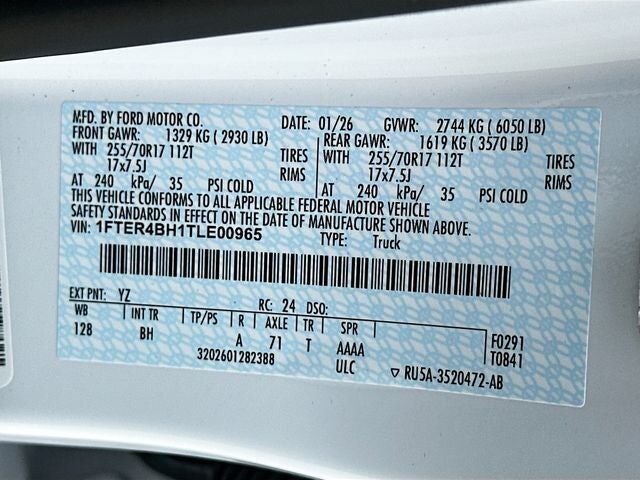 MFD. BY FORD MOTOR CO. DATE: 01/26 GVWR: 2744 KG ( 6050 LB)
FRONT GAWR: 1329 KG ( 2930 LB) REAR GAWR: 1619 KG ( 3570 LB)
WITH 255/70R17 112T TIRES WITH 255/70R17 112T TIRES
17x7.5J RIMS 17x7.5J RIMS
AT 240 kPa/ 35 PSI COLD AT 240 kPa/ 35 PSI COLD
THIS VEHICLE CONFORMS TO ALL APPLICABLE FEDERAL MOTOR VEHICLE
SAFETY STANDARDS IN EFFECT ON THE DATE OF MANUFACTURE SHOWN ABOVE.
VIN: 1FTER4BH1TLE00965 TYPE: Truck
EXT PNT: YZ RC: 24 DSO:
WB INT TR TP/PS R AXLE TR SPR F0291
128 BH A 71 T AAAA T0841
3202601282388 ULC ▽ RU5A-3520472-AB